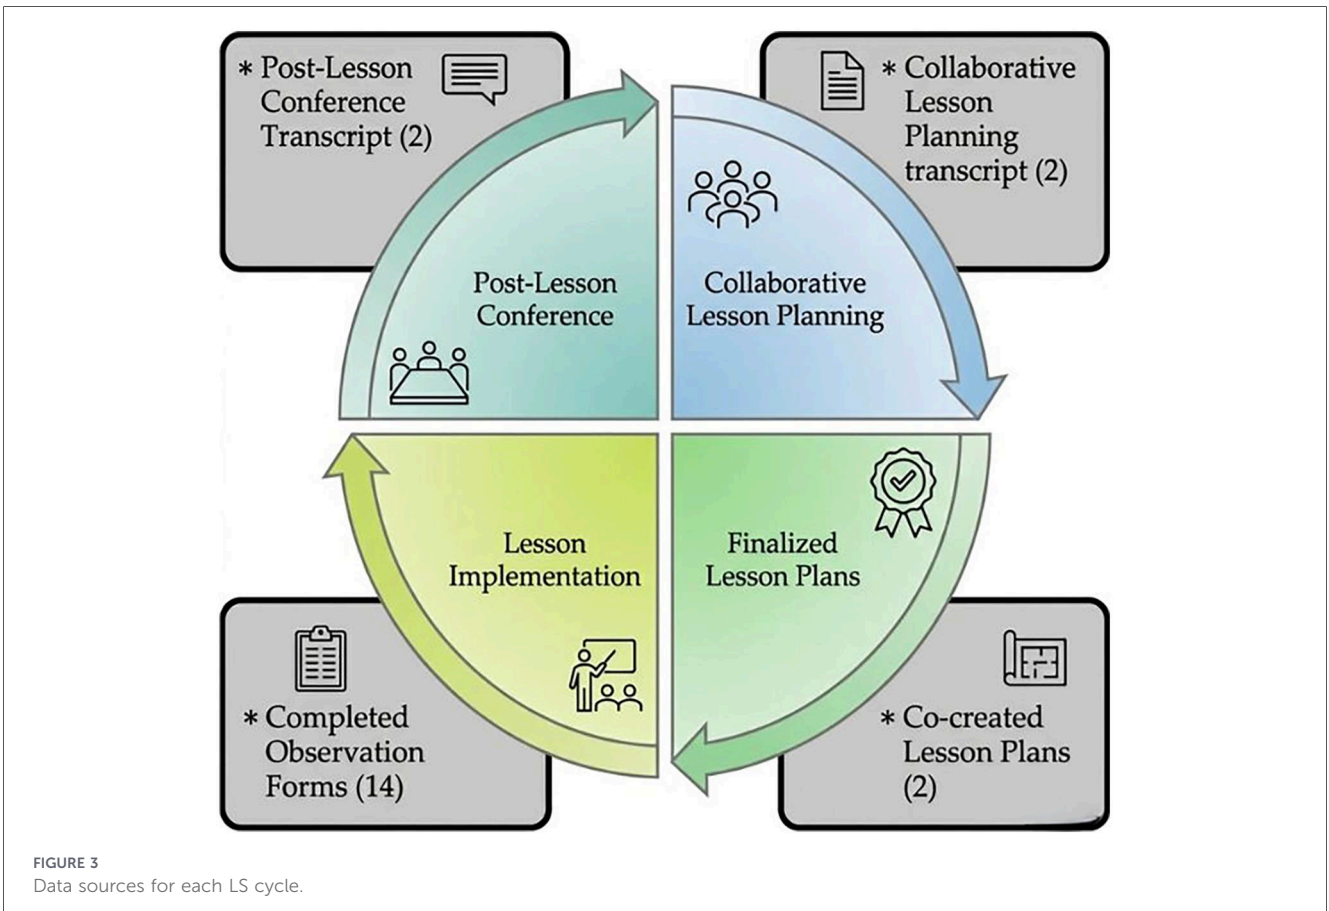 * Post-Lesson
Conference
Transcript (2)
* Collaborative
Lesson
Planning
transcript (2)
Post-Lesson
Conference
Collaborative
Lesson Planning
Lesson
Implementation
Finalized
Lesson Plans
* Completed
Observation
Forms (14)
* Co-created
Lesson Plans
(2)
FIGURE 3
Data sources for each LS cycle.